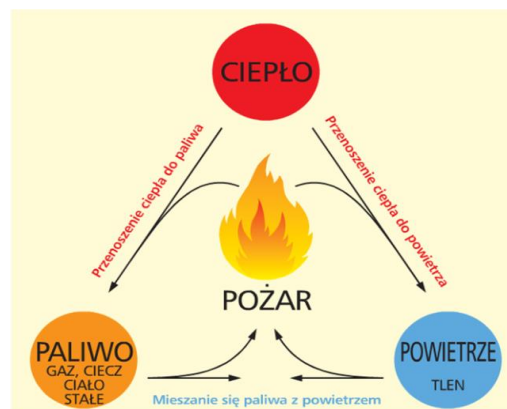 CIEPŁO
Przenoszenie ciepła do paliwa
Przenoszenie ciepła do powietrza
POŻAR
PALIWO
GAZ, CIECZ
CIAŁO
STAŁE
POWIETRZE
TLEN
Mieszanie się paliwa z powietrzem